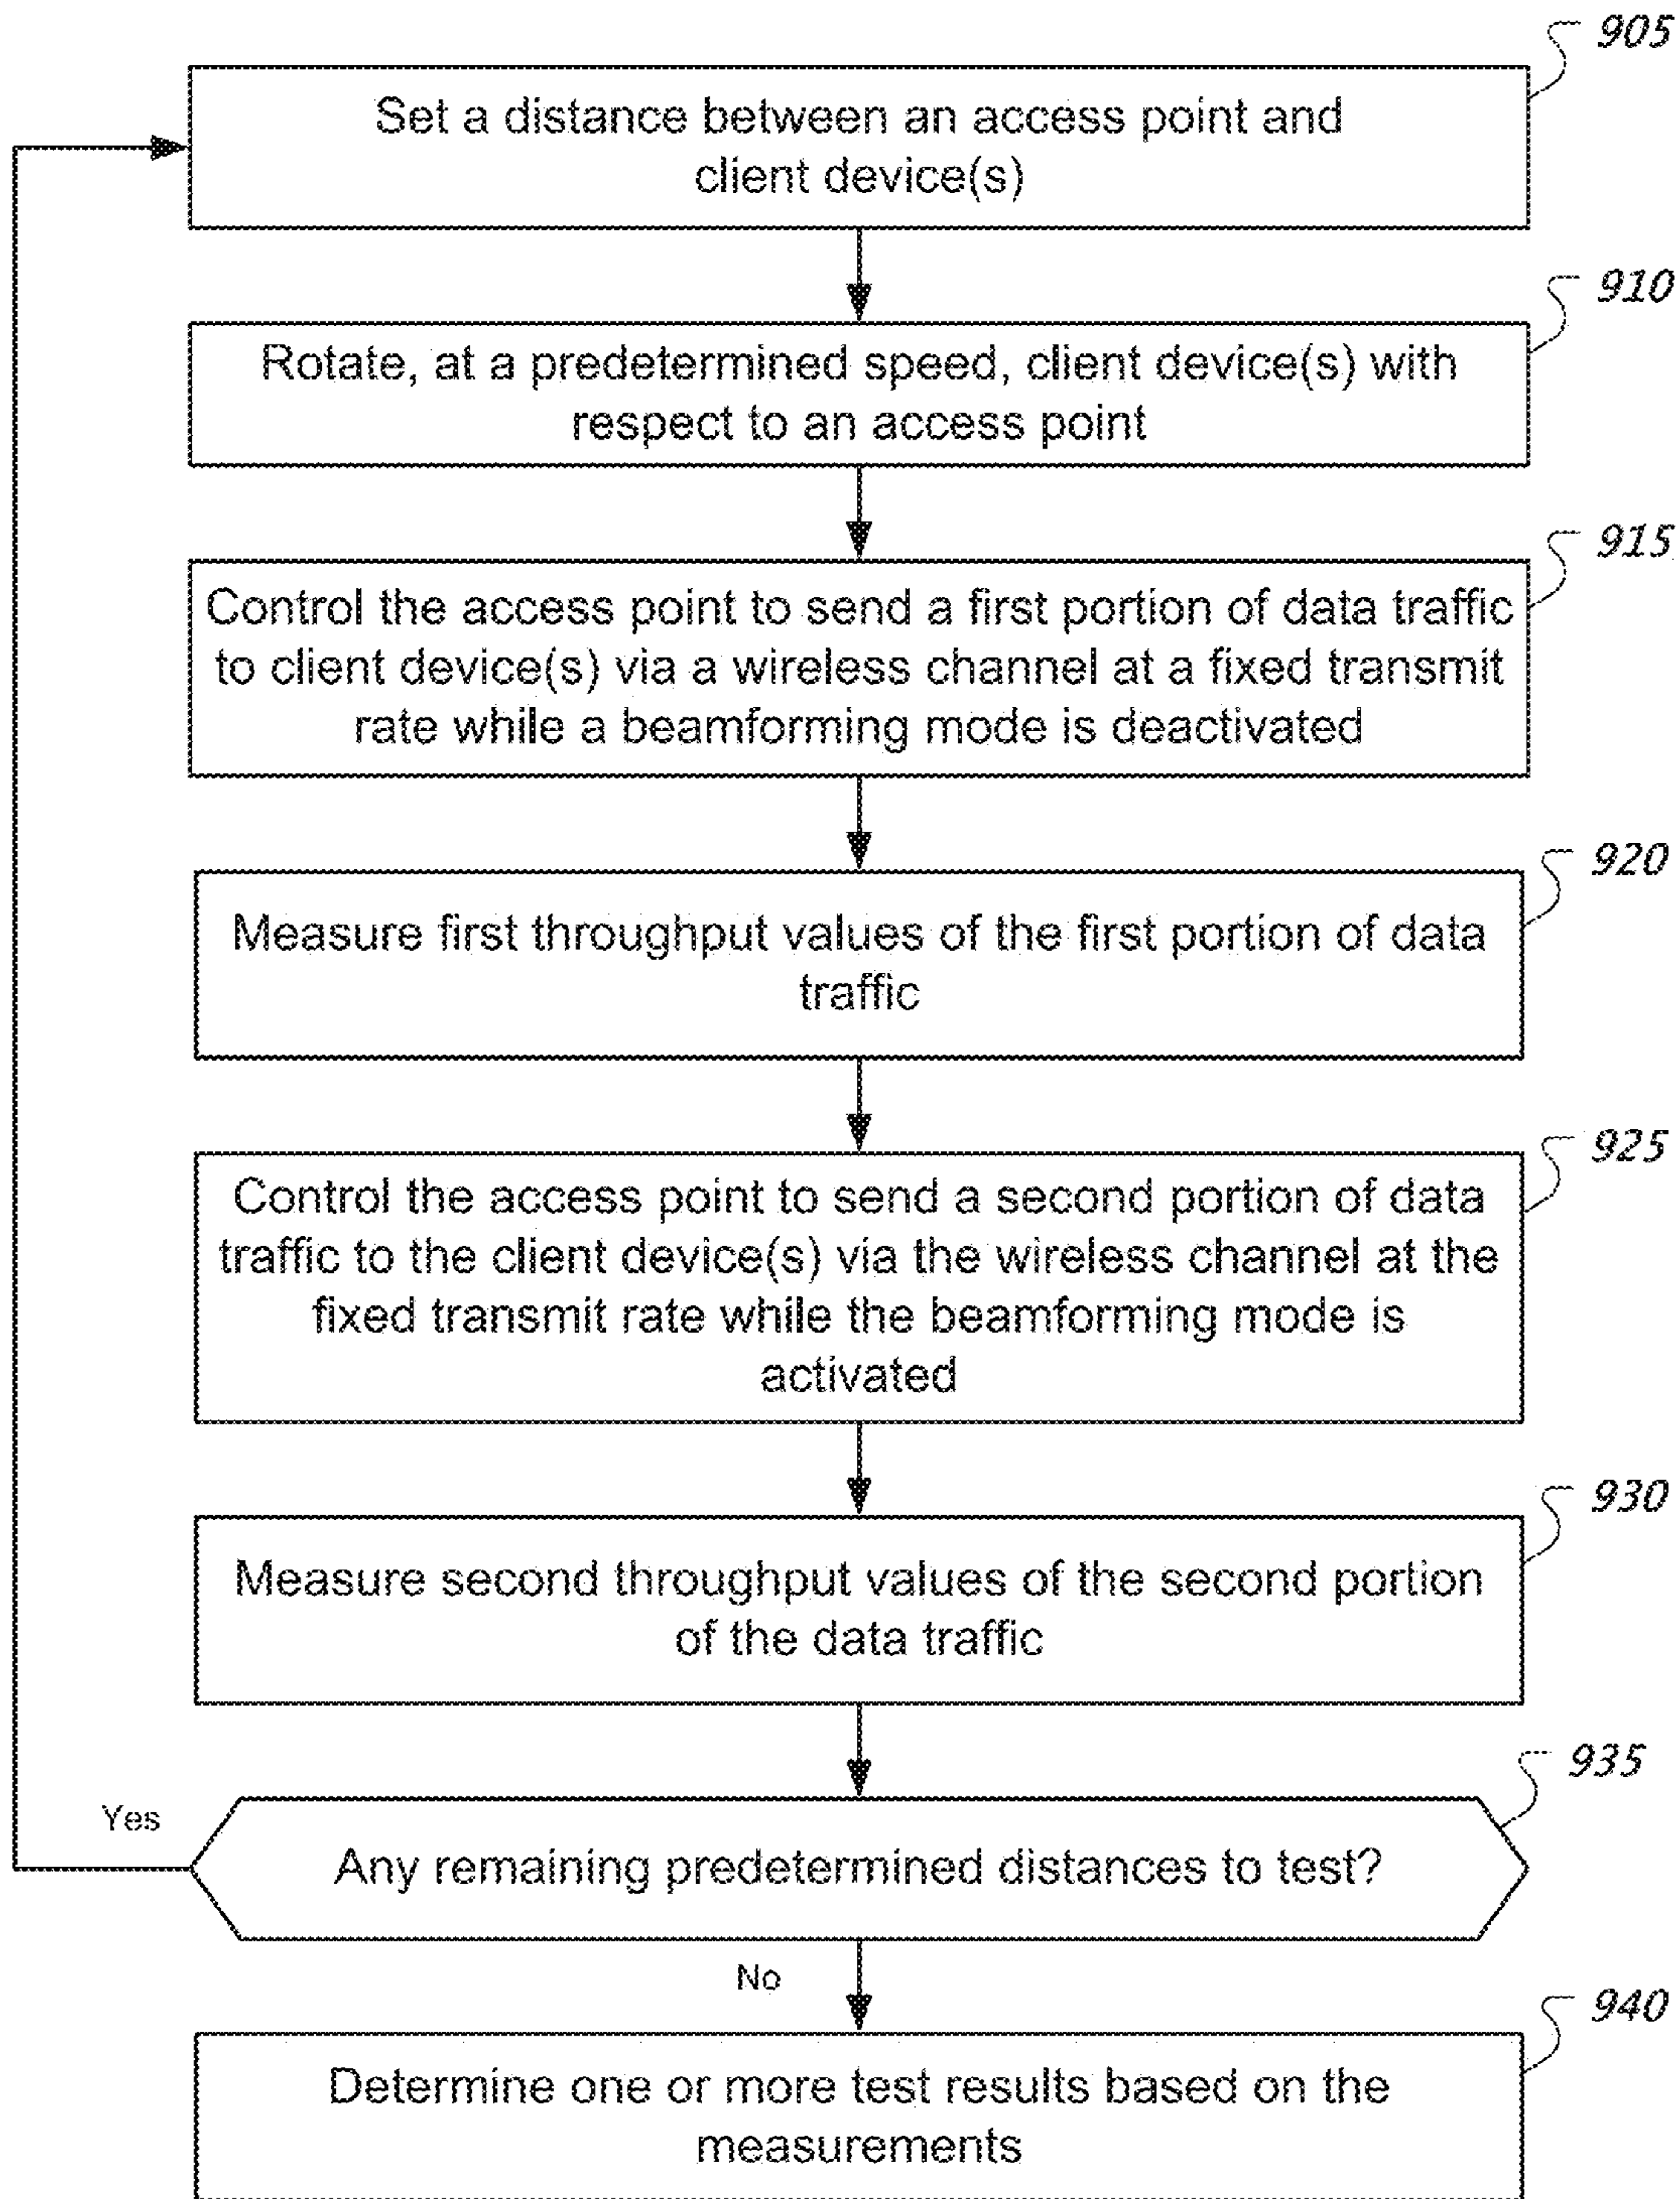 905
Set a distance between an access point and
client device(s)
910
Rotate, at a predetermined speed, client device(s) with
respect to an access point
915
Control the access point to send a first portion of data traffic
to client device(s) via a wireless channel at a fixed transmit
rate while a beamforming mode is deactivated
920
Measure first throughput values of the first portion of data
traffic
925
Control the access point to send a second portion of data
traffic to the client device(s) via the wireless channel at the
fixed transmit rate while the beamforming mode is
activated
930
Measure second throughput values of the second portion
of the data traffic
935
Yes
Any remaining predetermined distances to test?
No
940
Determine one or more test results based on the
measurements